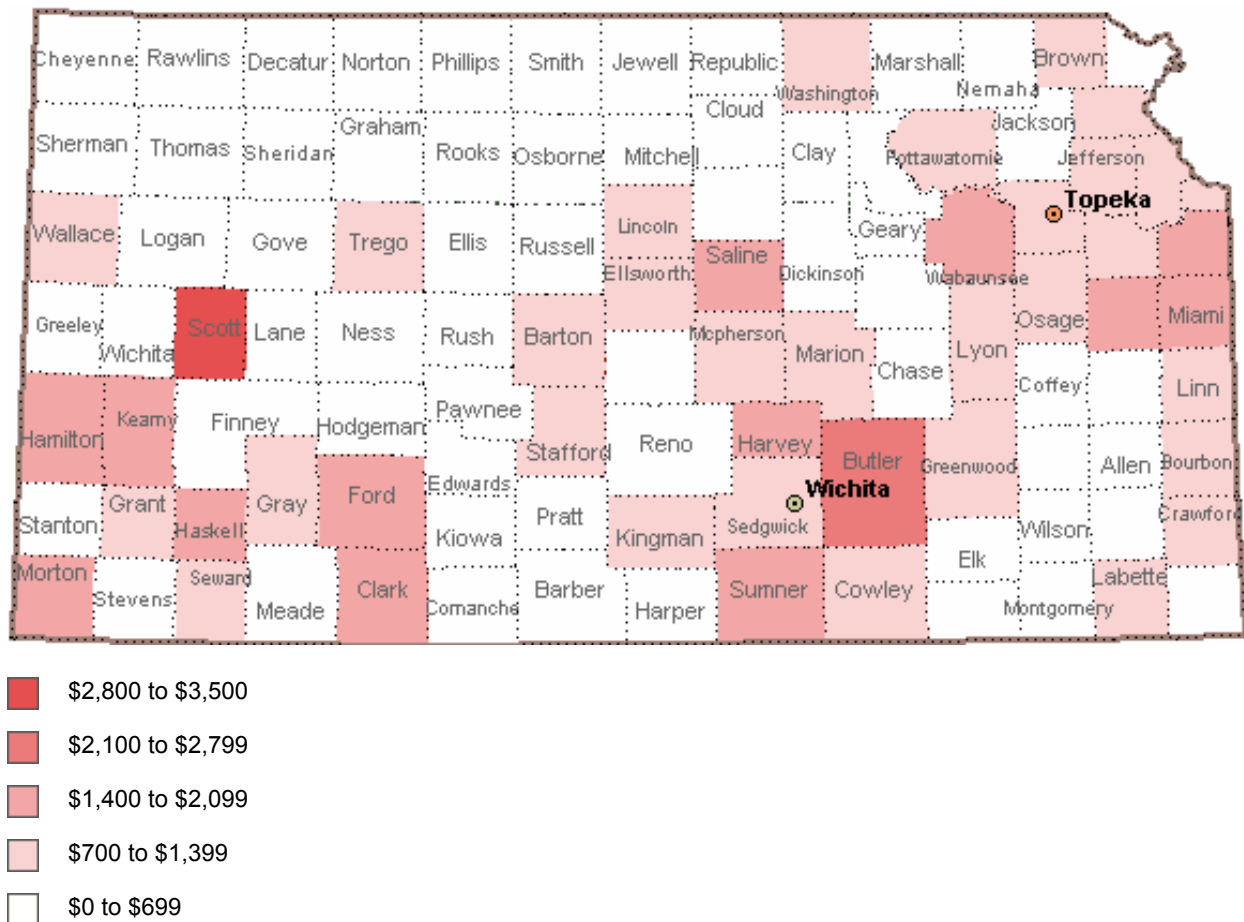 Cheyenne Rawlins Decatur Norton Phillips Smith Jewell Republic Marshall Brown
Washington Nemaha
Cloud
Graham Jackson
Sherman Thomas Sheridan Rooks Osborne Mitchell Clay Pottawatomie Jefferson
Topeka
Wallace Logan Gove Trego Ellis Russell Lincoln Geary
Saline
Ellsworth Dickinson Wabaunsee
Greeley Scott Lane Ness Rush Barton Mcpherson Osage Miami
Wichita Marion Lyon
Chase
Coffey Linn
Hamilton Kearny Finney Hodgeman Pawnee
Stafford Reno Harvey Butler Greenwood Allen Bourbon
Edwards
Wichita
Stanton Grant Gray Ford Pratt Sedgwick Crawford
Haskell Kiowa Kingman Wilson
Elk
Morton Seward Labette
Stevens Meade Clark Comanche Barber Harper Sumner Cowley Montgomery
$2,800 to $3,500
$2,100 to $2,799
$1,400 to $2,099
$700 to $1,399
$0 to $699